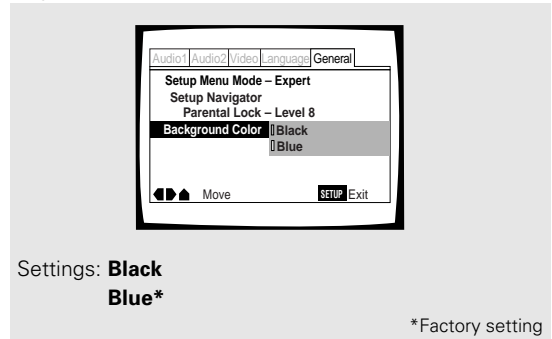 Audio1 Audio2 Video Language General
Setup Menu Mode – Expert
Setup Navigator
Parental Lock – Level 8
Background Color Black
Blue
Move SETUP Exit
Settings: Black
Blue*
*Factory setting